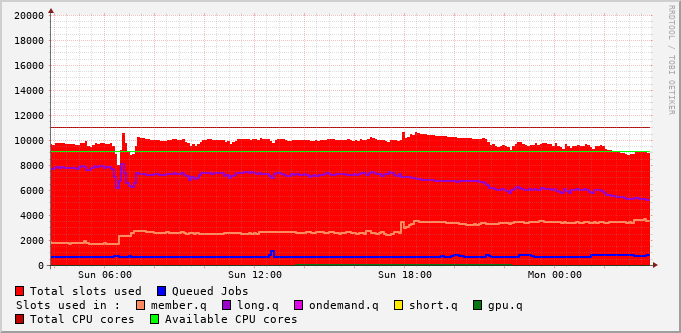 20000
18000
16000
14000
12000
10000
8000
6000
4000
2000
0
Sun 06:00 Sun 12:00 Sun 18:00 Mon 00:00
Total slots used Queued Jobs
Slots used in : member.q long.q ondemand.q short.q gpu.q
Total CPU cores Available CPU cores
RRDTOOL / TOBI OETIKER